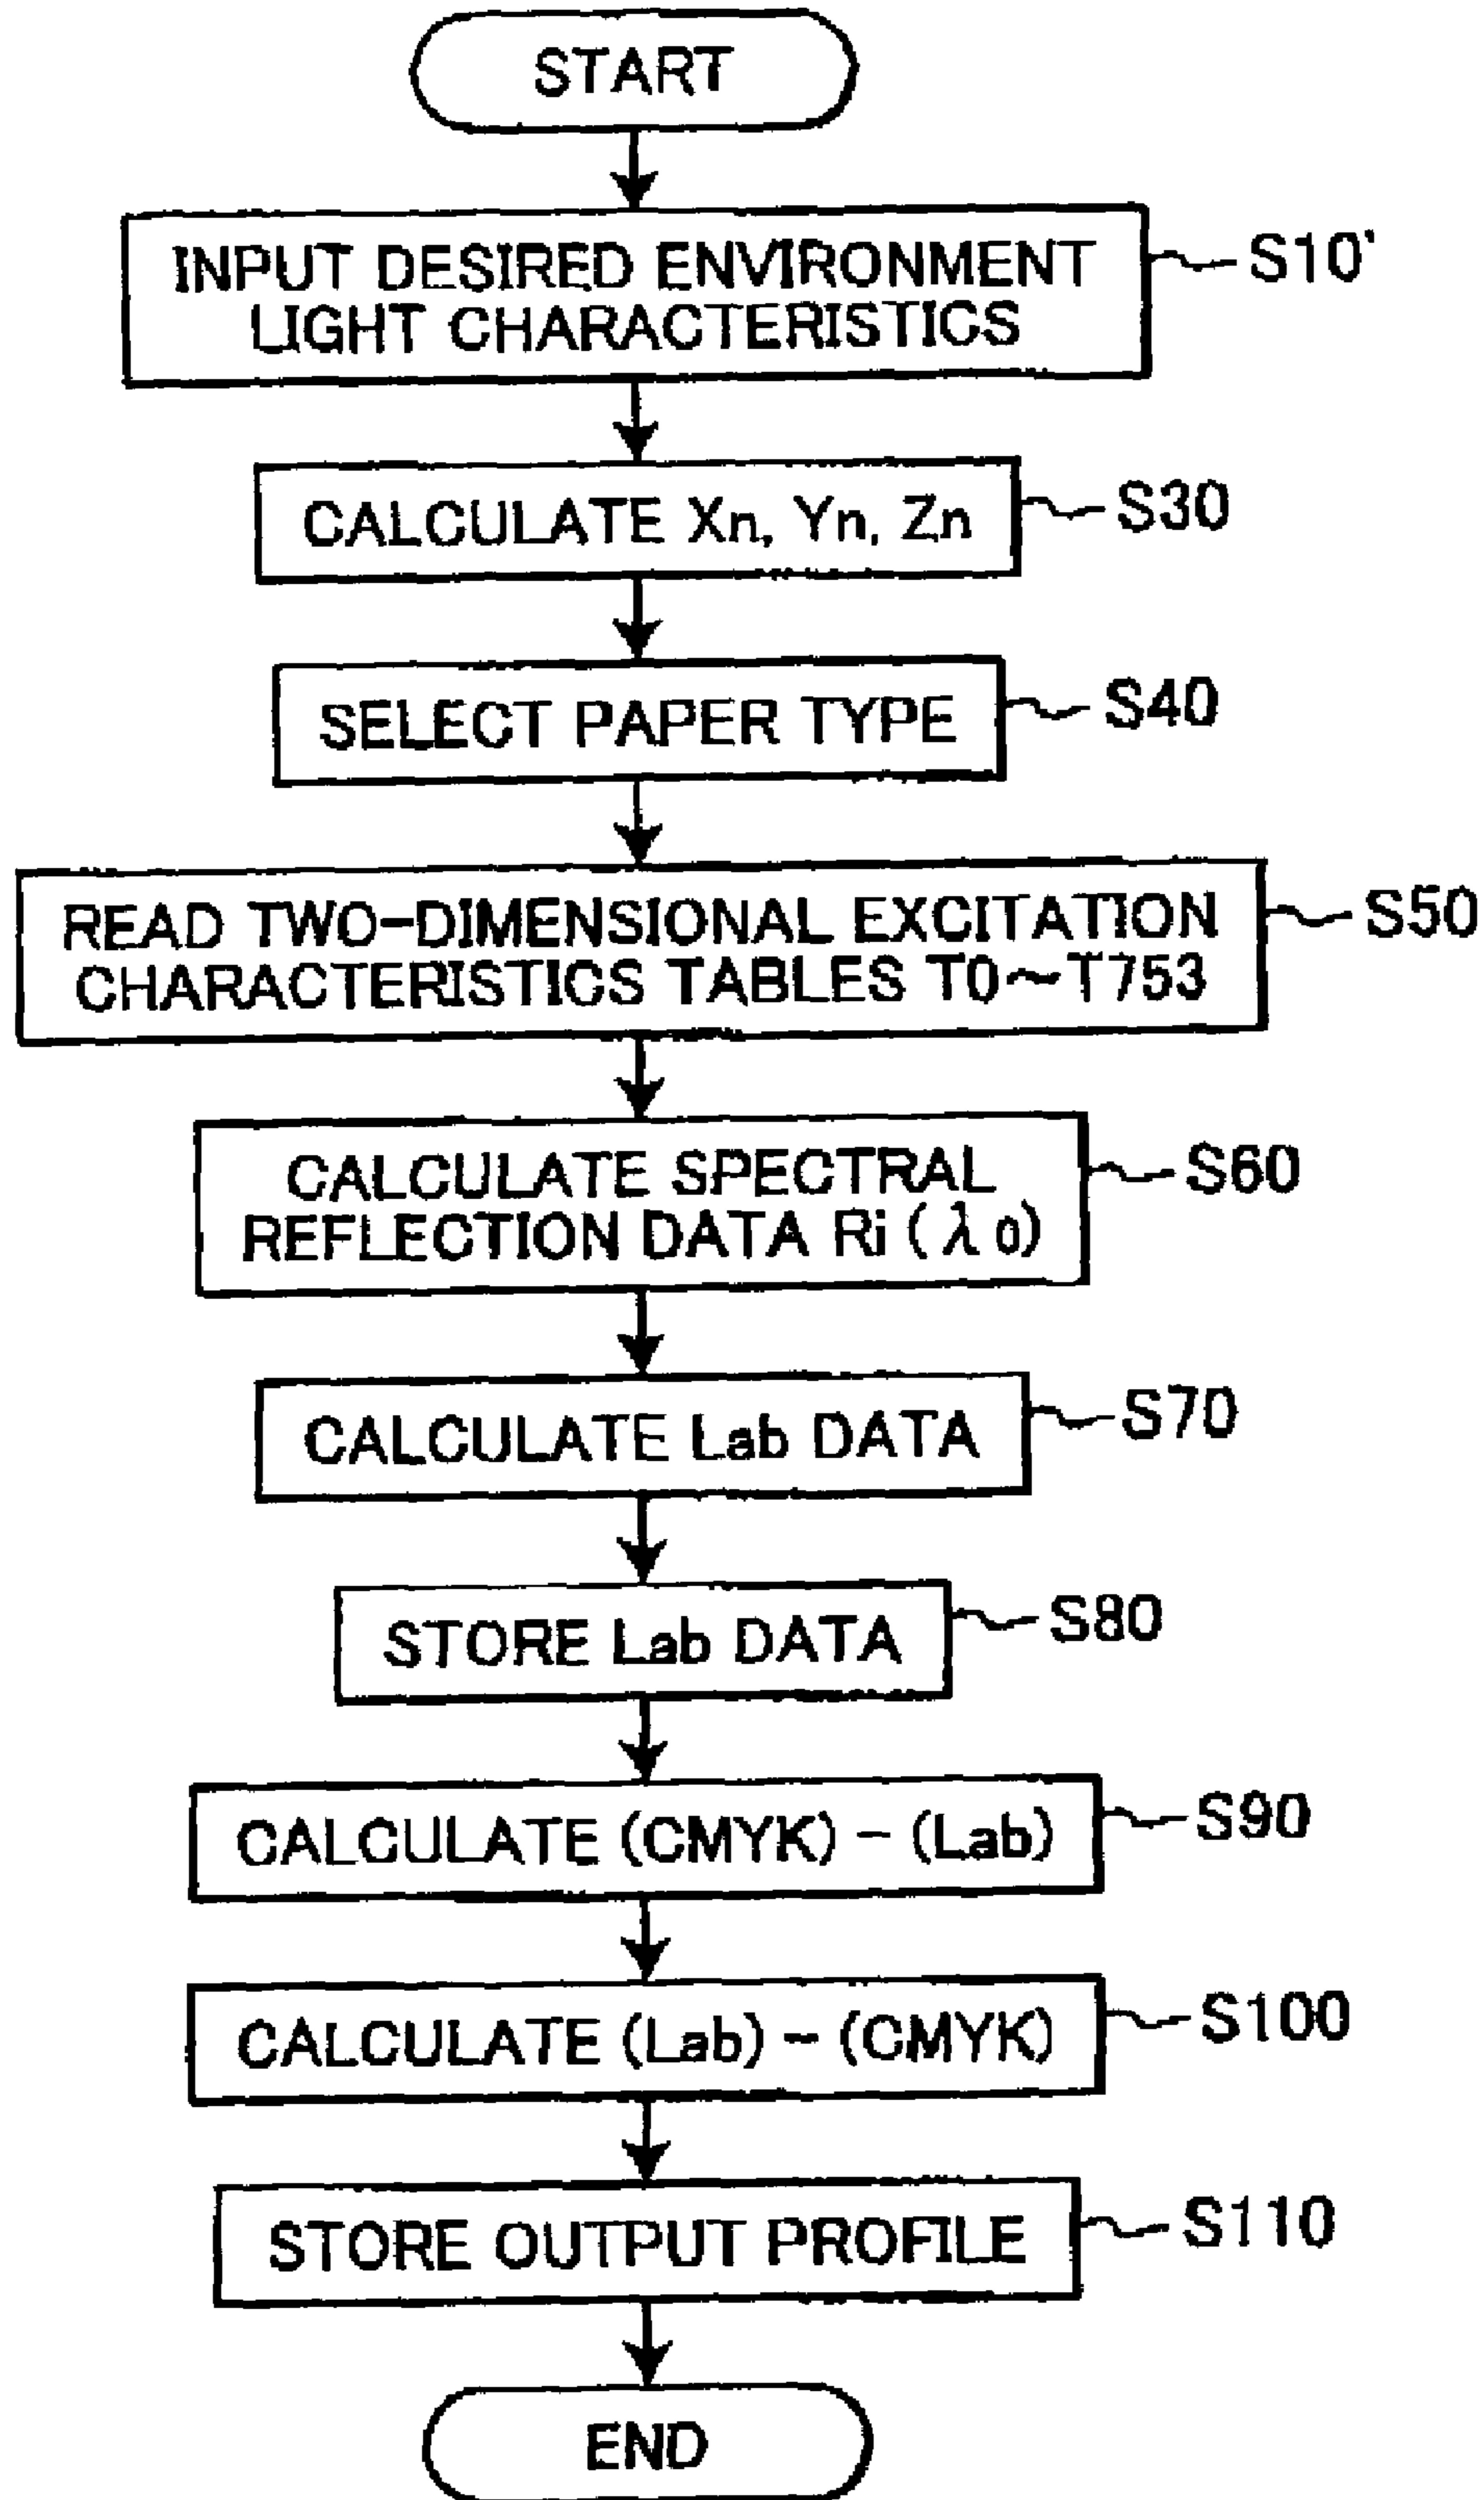 START
INPUT DESIRED ENVIRONMENT S10'
LIGHT CHARACTERISTICS
CALCULATE Xn, Yn, Zn S30
SELECT PAPER TYPE S40
READ TWO-DIMENSIONAL EXCITATION S50
CHARACTERISTICS TABLES T0~T753
CALCULATE SPECTRAL S60
REFLECTION DATA Ri (λ o)
CALCULATE Lab DATA S70
STORE Lab DATA S80
CALCULATE (CMYK) – (Lab) S90
CALCULATE (Lab) – (CMYK) S100
STORE OUTPUT PROFILE S110
END